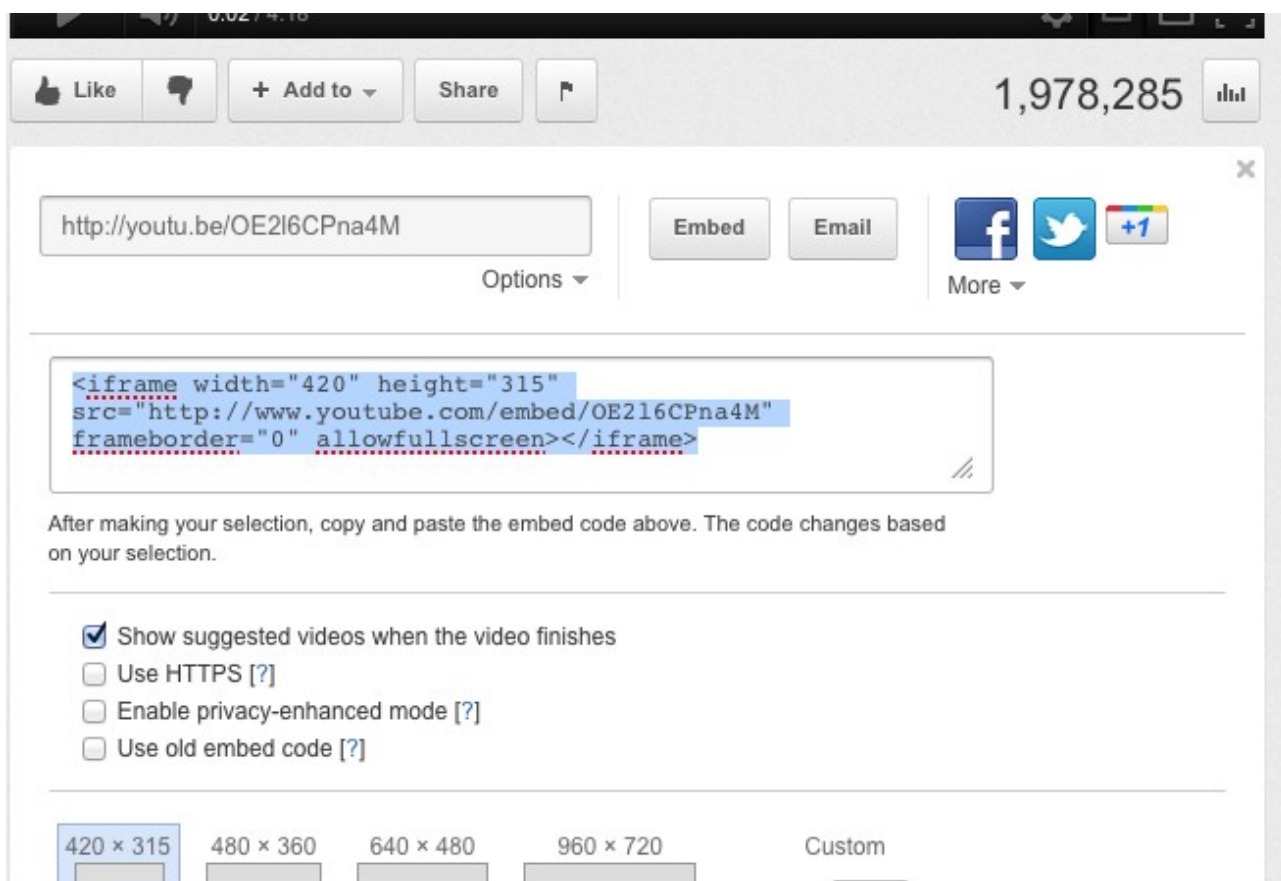 0:02 / 4:18
Like + Add to Share 1,978,285
http://youtu.be/OE2l6CPna4M Embed Email f +1
Options More
<iframe width="420" height="315"
src="http://www.youtube.com/embed/OE2l6CPna4M"
frameborder="0" allowfullscreen></iframe>
After making your selection, copy and paste the embed code above. The code changes based
on your selection.
Show suggested videos when the video finishes
Use HTTPS [?]
Enable privacy-enhanced mode [?]
Use old embed code [?]
420 × 315 480 × 360 640 × 480 960 × 720 Custom